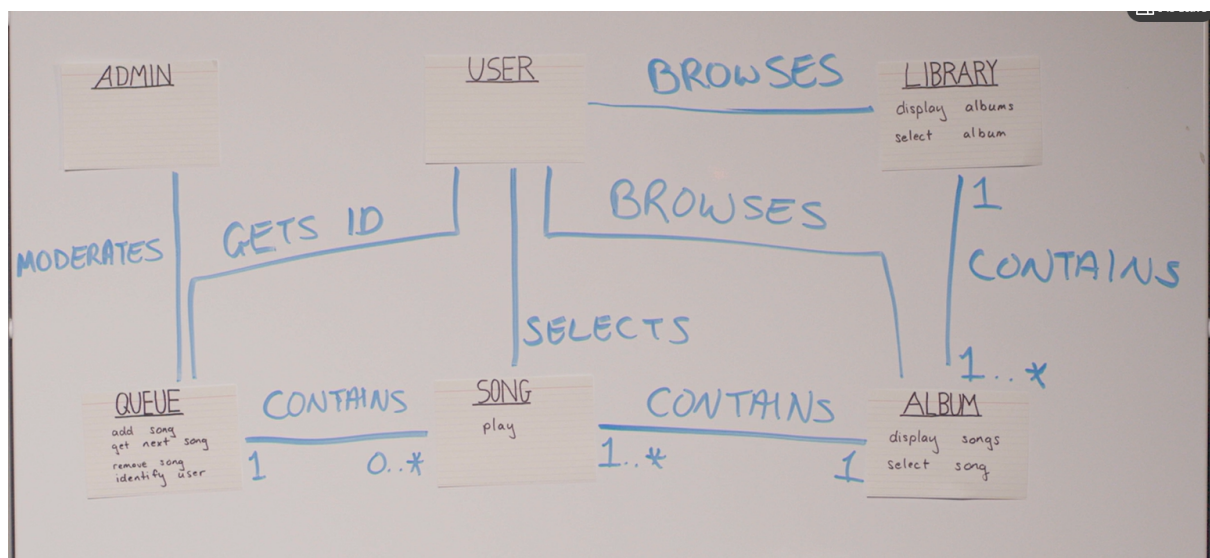 ADMIN
USER
BROWSES
LIBRARY
display albums
select album
MODERATES
GETS ID
BROWSES
1
CONTAINS
SELECTS
1..*
QUEUE
add song
get next song
remove song
identify user
CONTAINS
1
0..*
SONG
play
CONTAINS
1..*
1
ALBUM
display songs
select song